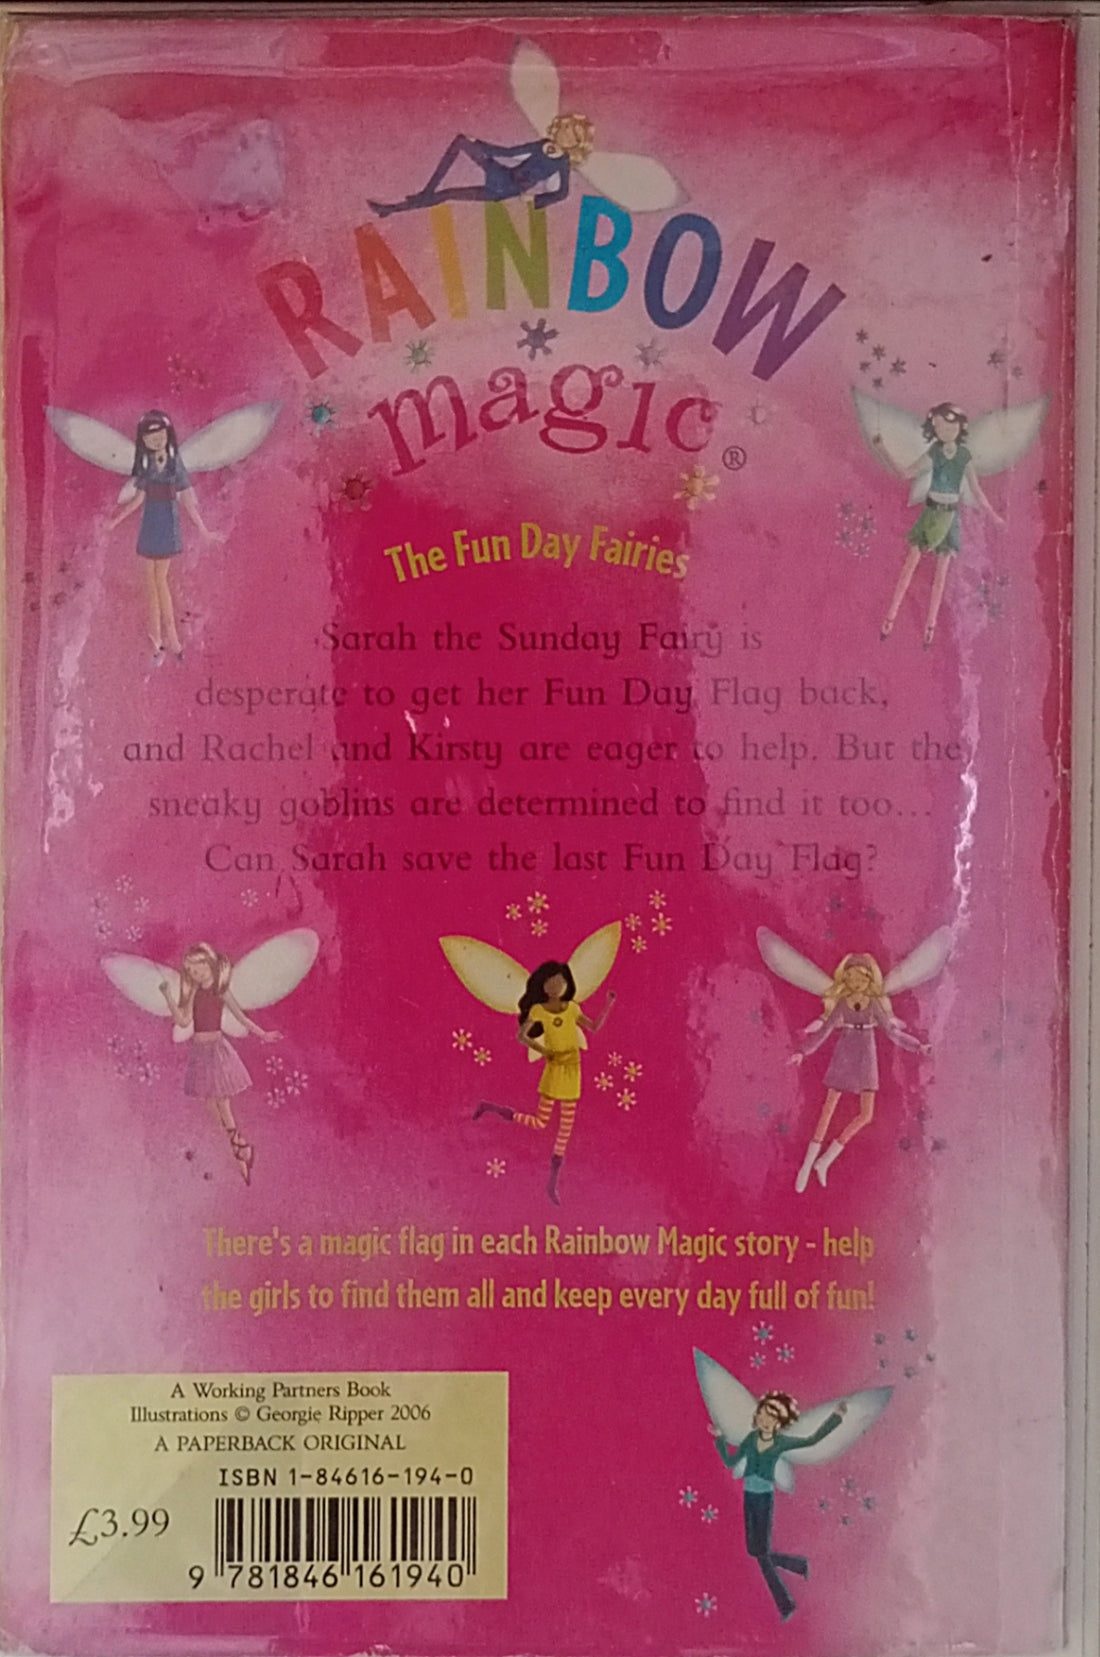 RAINBOW
magic®
The Fun Day Fairies
Sarah the Sunday Fairy is
desperate to get her Fun Day Flag back,
and Rachel and Kirsty are eager to help. But the
sneaky goblins are determined to find it too...
Can Sarah save the last Fun Day Flag?
There's a magic flag in each Rainbow Magic story - help
the girls to find them all and keep every day full of fun!
A Working Partners Book
Illustrations © Georgie Ripper 2006
A PAPERBACK ORIGINAL
ISBN 1-84616-194-0
£3.99
9 781846 161940